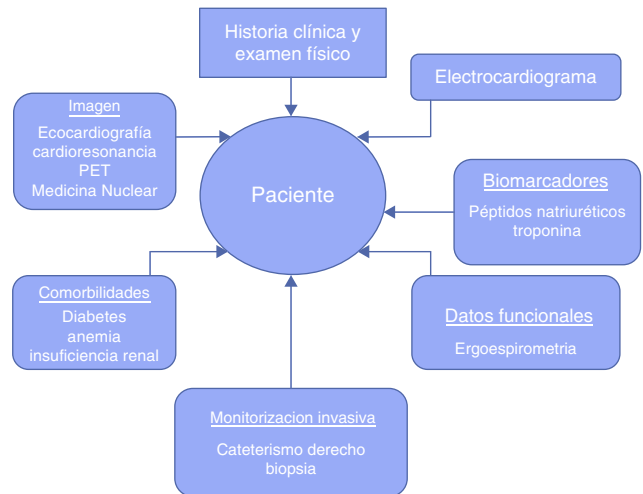 Historia clínica y
examen físico
Electrocardiograma
Imagen
Ecocardiografía
cardioresonancia
PET
Medicina Nuclear
Paciente
Biomarcadores
Péptidos natriuréticos
troponina
Comorbilidades
Diabetes
anemia
insuficiencia renal
Datos funcionales
Ergoespirometria
Monitorizacion invasiva
Cateterismo derecho
biopsia